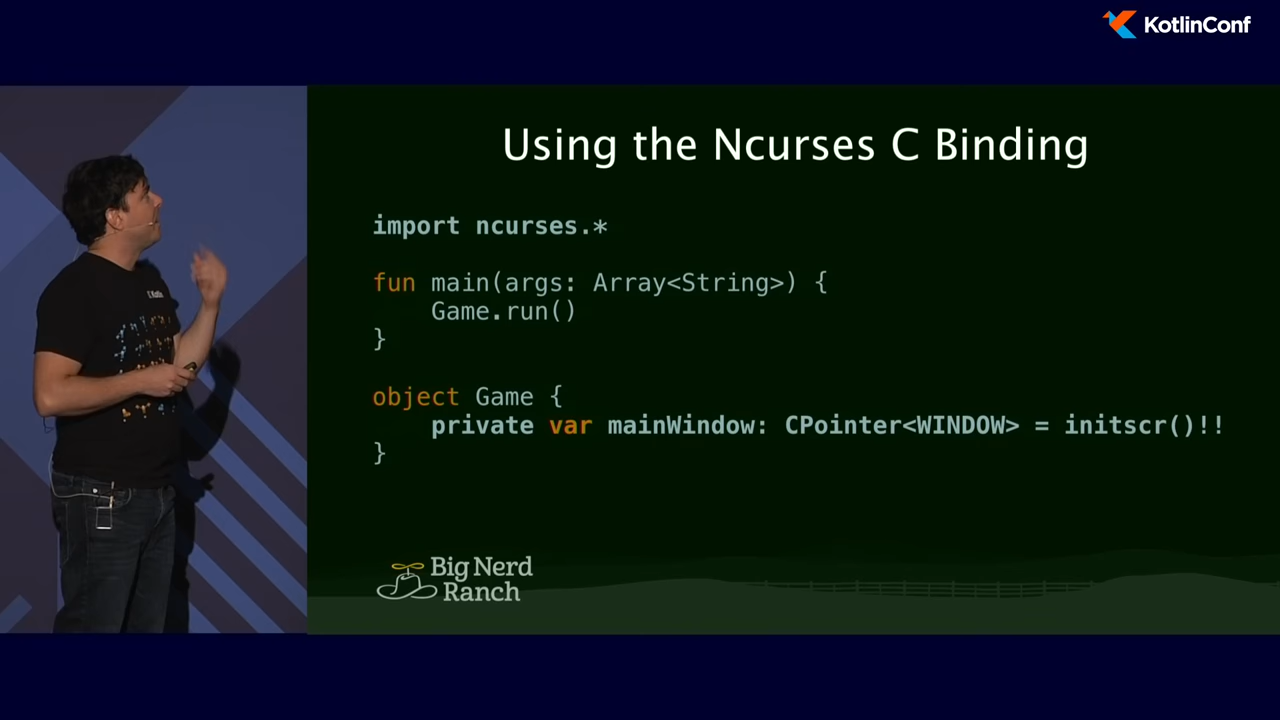 KotlinConf
Using the Ncurses C Binding
import ncurses.*
fun main(args: Array<String>) {
    Game.run()
}
object Game {
    private var mainWindow: CPointer<WINDOW> = initscr()!!
}
Big Nerd
Ranch
Kotlin